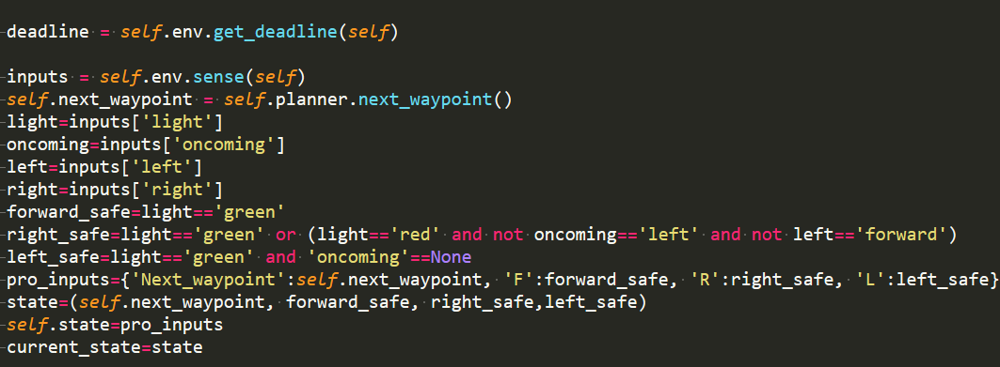 deadline = self.env.get_deadline(self)
inputs = self.env.sense(self)
self.next_waypoint = self.planner.next_waypoint()
light=inputs['light']
oncoming=inputs['oncoming']
left=inputs['left']
right=inputs['right']
forward_safe=light=='green'
right_safe=light=='green' or (light=='red' and not oncoming=='left' and not left=='forward')
left_safe=light=='green' and 'oncoming'==None
pro_inputs={'Next_waypoint':self.next_waypoint, 'F':forward_safe, 'R':right_safe, 'L':left_safe}
state=(self.next_waypoint, forward_safe, right_safe,left_safe)
self.state=pro_inputs
current_state=state